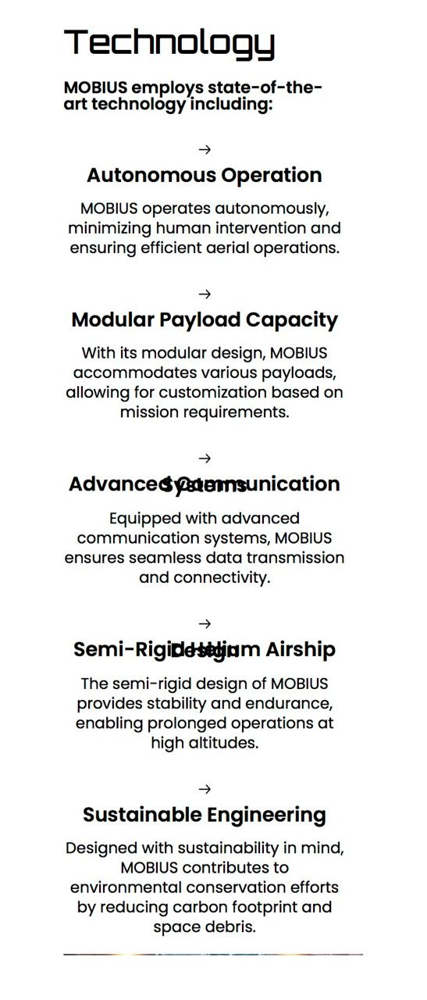 Technology
MOBIUS employs state-of-the-
art technology including:
→
Autonomous Operation
MOBIUS operates autonomously,
minimizing human intervention and
ensuring efficient aerial operations.
→
Modular Payload Capacity
With its modular design, MOBIUS
accommodates various payloads,
allowing for customization based on
mission requirements.
→
Advanced Communication
Systems
Equipped with advanced
communication systems, MOBIUS
ensures seamless data transmission
and connectivity.
→
Semi-Rigid Helium Airship
Design
The semi-rigid design of MOBIUS
provides stability and endurance,
enabling prolonged operations at
high altitudes.
→
Sustainable Engineering
Designed with sustainability in mind,
MOBIUS contributes to
environmental conservation efforts
by reducing carbon footprint and
space debris.